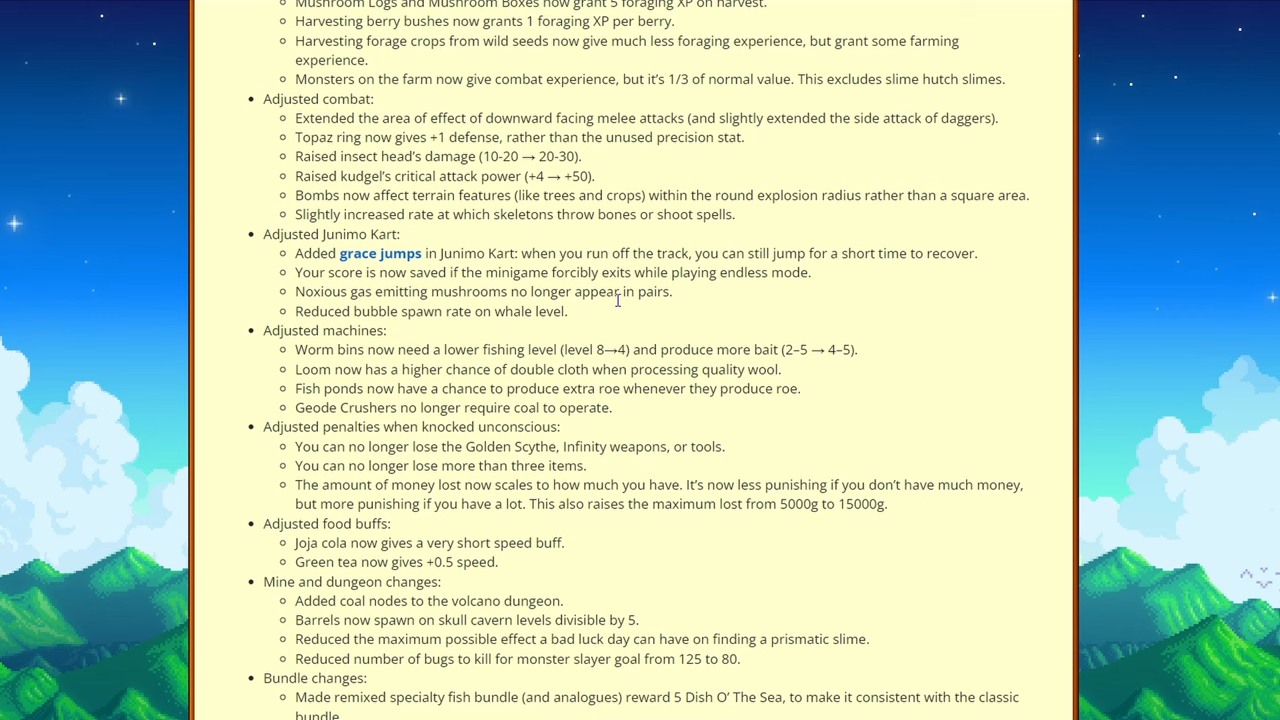 Mushroom Logs and Mushroom Boxes now grant 5 foraging XP on harvest.
Harvesting berry bushes now grants 1 foraging XP per berry.
Harvesting forage crops from wild seeds now give much less foraging experience, but grant some farming
experience.
Monsters on the farm now give combat experience, but it’s 1/3 of normal value. This excludes slime hutch slimes.
Adjusted combat:
Extended the area of effect of downward facing melee attacks (and slightly extended the side attack of daggers).
Topaz ring now gives +1 defense, rather than the unused precision stat.
Raised insect head’s damage (10-20 → 20-30).
Raised kudgel’s critical attack power (+4 → +50).
Bombs now affect terrain features (like trees and crops) within the round explosion radius rather than a square area.
Slightly increased rate at which skeletons throw bones or shoot spells.
Adjusted Junimo Kart:
Added grace jumps in Junimo Kart: when you run off the track, you can still jump for a short time to recover.
Your score is now saved if the minigame forcibly exits while playing endless mode.
Noxious gas emitting mushrooms no longer appear in pairs.
Reduced bubble spawn rate on whale level.
Adjusted machines:
Worm bins now need a lower fishing level (level 8→4) and produce more bait (2–5 → 4–5).
Loom now has a higher chance of double cloth when processing quality wool.
Fish ponds now have a chance to produce extra roe whenever they produce roe.
Geode Crushers no longer require coal to operate.
Adjusted penalties when knocked unconscious:
You can no longer lose the Golden Scythe, Infinity weapons, or tools.
You can no longer lose more than three items.
The amount of money lost now scales to how much you have. It’s now less punishing if you don’t have much money,
but more punishing if you have a lot. This also raises the maximum lost from 5000g to 15000g.
Adjusted food buffs:
Joja cola now gives a very short speed buff.
Green tea now gives +0.5 speed.
Mine and dungeon changes:
Added coal nodes to the volcano dungeon.
Barrels now spawn on skull cavern levels divisible by 5.
Reduced the maximum possible effect a bad luck day can have on finding a prismatic slime.
Reduced number of bugs to kill for monster slayer goal from 125 to 80.
Bundle changes:
Made remixed specialty fish bundle (and analogues) reward 5 Dish O’ The Sea, to make it consistent with the classic
bundle.